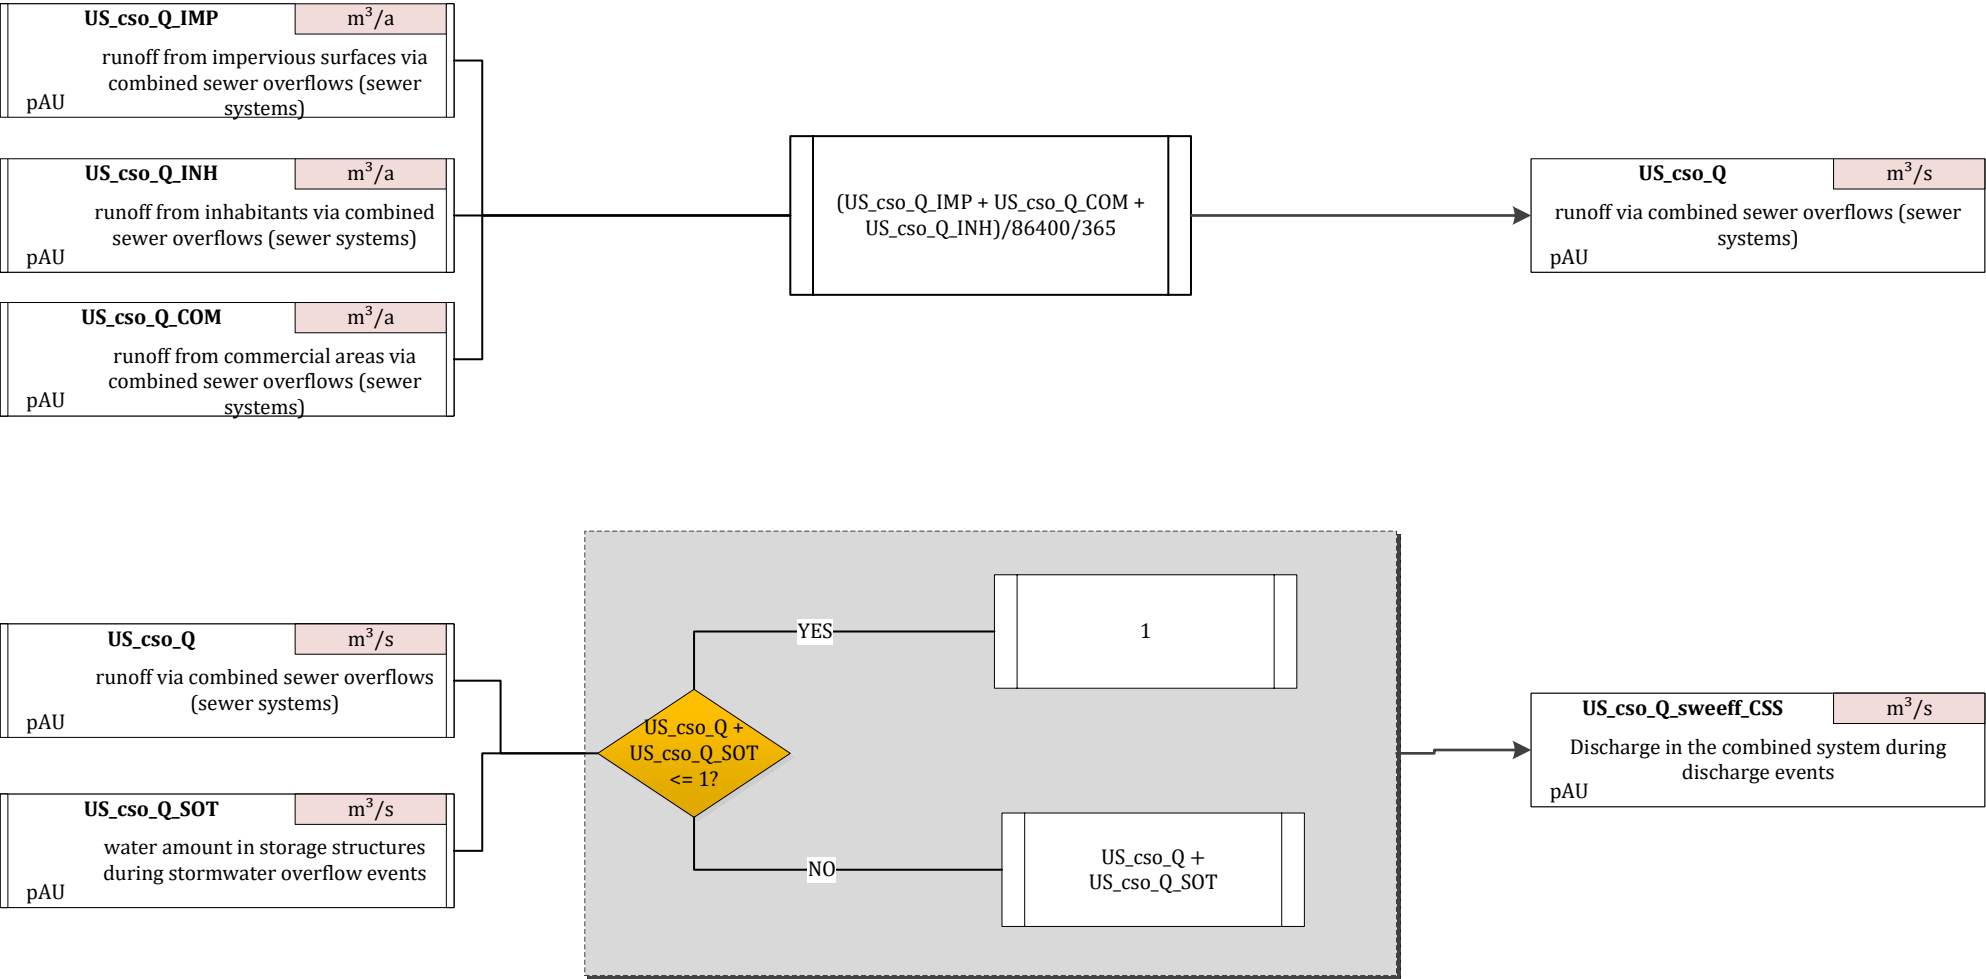 US_cso_Q_IMP
m³/a
runoff from impervious surfaces via
combined sewer overflows (sewer
systems)
pAU
US_cso_Q_INH
m³/a
runoff from inhabitants via combined
sewer overflows (sewer systems)
pAU
US_cso_Q_COM
m³/a
runoff from commercial areas via
combined sewer overflows (sewer
systems)
pAU
(US_cso_Q_IMP + US_cso_Q_COM +
US_cso_Q_INH)/86400/365
US_cso_Q
m³/s
runoff via combined sewer overflows (sewer
systems)
pAU
US_cso_Q
m³/s
runoff via combined sewer overflows
(sewer systems)
pAU
US_cso_Q_SOT
m³/s
water amount in storage structures
during stormwater overflow events
pAU
US_cso_Q +
US_cso_Q_SOT
<= 1?
YES
1
NO
US_cso_Q +
US_cso_Q_SOT
US_cso_Q_sweeff_CSS
m³/s
Discharge in the combined system during
discharge events
pAU